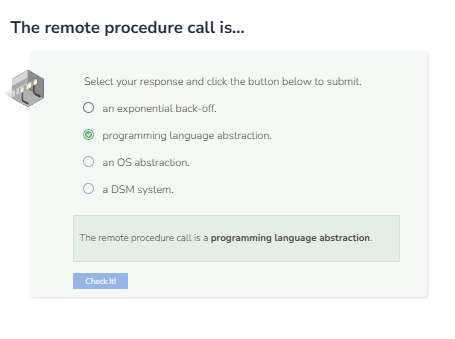 The remote procedure call is...
Select your response and click the button below to submit.
an exponential back-off.
programming language abstraction.
an OS abstraction.
a DSM system.
The remote procedure call is a programming language abstraction.
Check It!